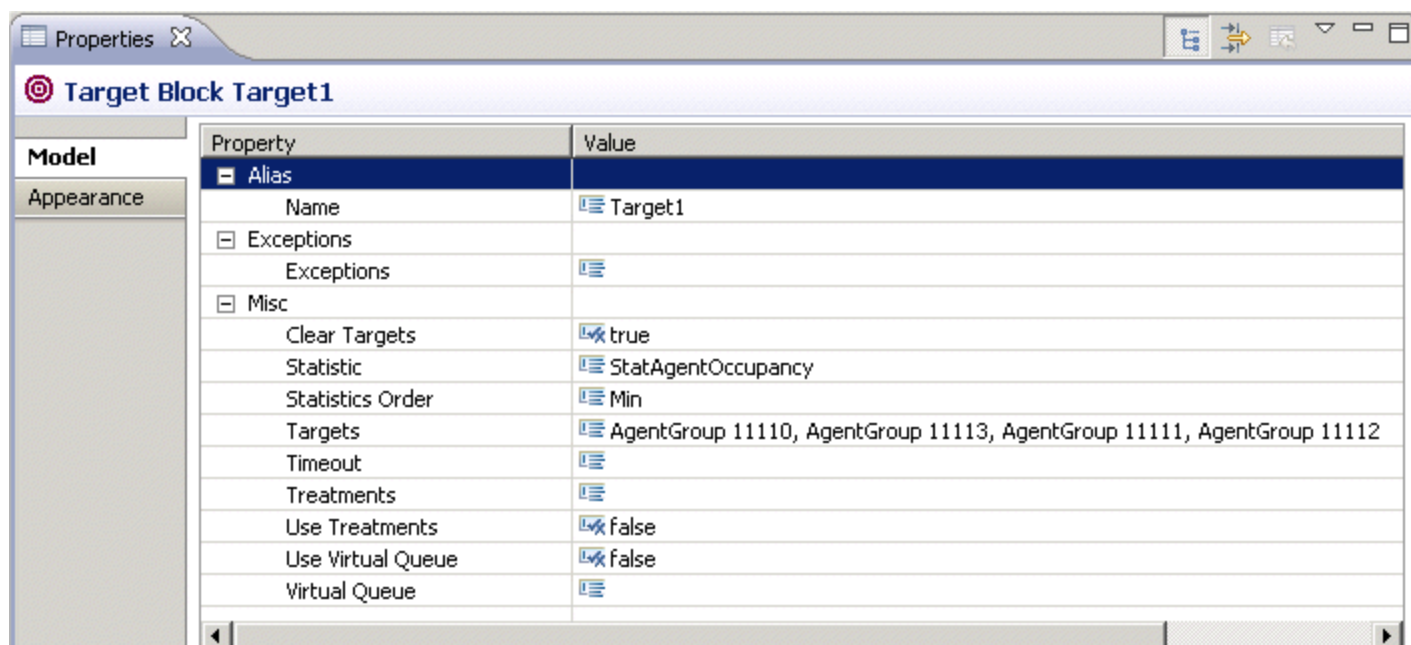 Properties
Target Block Target1
Model
Appearance
Property Value
Alias
Name Target1
Exceptions
Exceptions
Misc
Clear Targets true
Statistic StatAgentOccupancy
Statistics Order Min
Targets AgentGroup 11110, AgentGroup 11113, AgentGroup 11111, AgentGroup 11112
Timeout
Treatments
Use Treatments false
Use Virtual Queue false
Virtual Queue